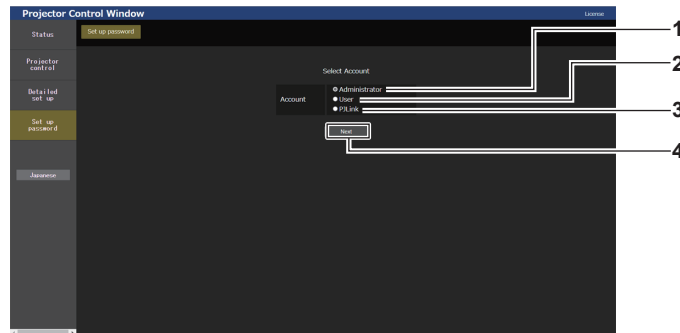 Projector Control Window
License
Status
Set up password
Projector
control
Detailed
set up
Set up
password
Japanese
Select Account
Account
Administrator
User
PJLink
Next
1
2
3
4